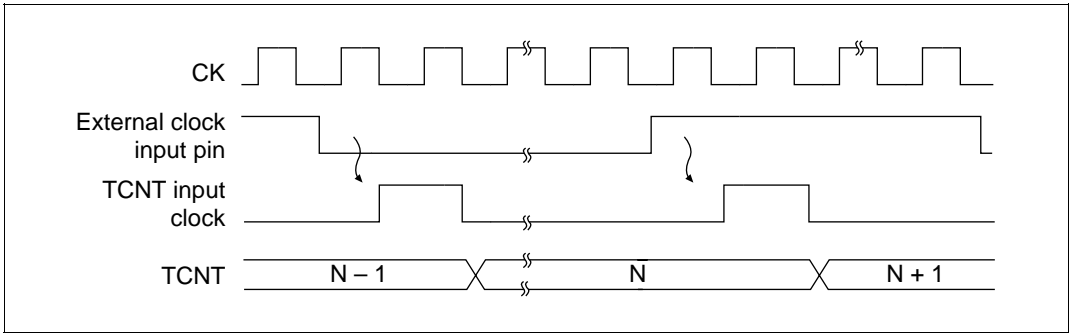 CK
External clock
input pin
TCNT input
clock
TCNT
N – 1
N
N + 1